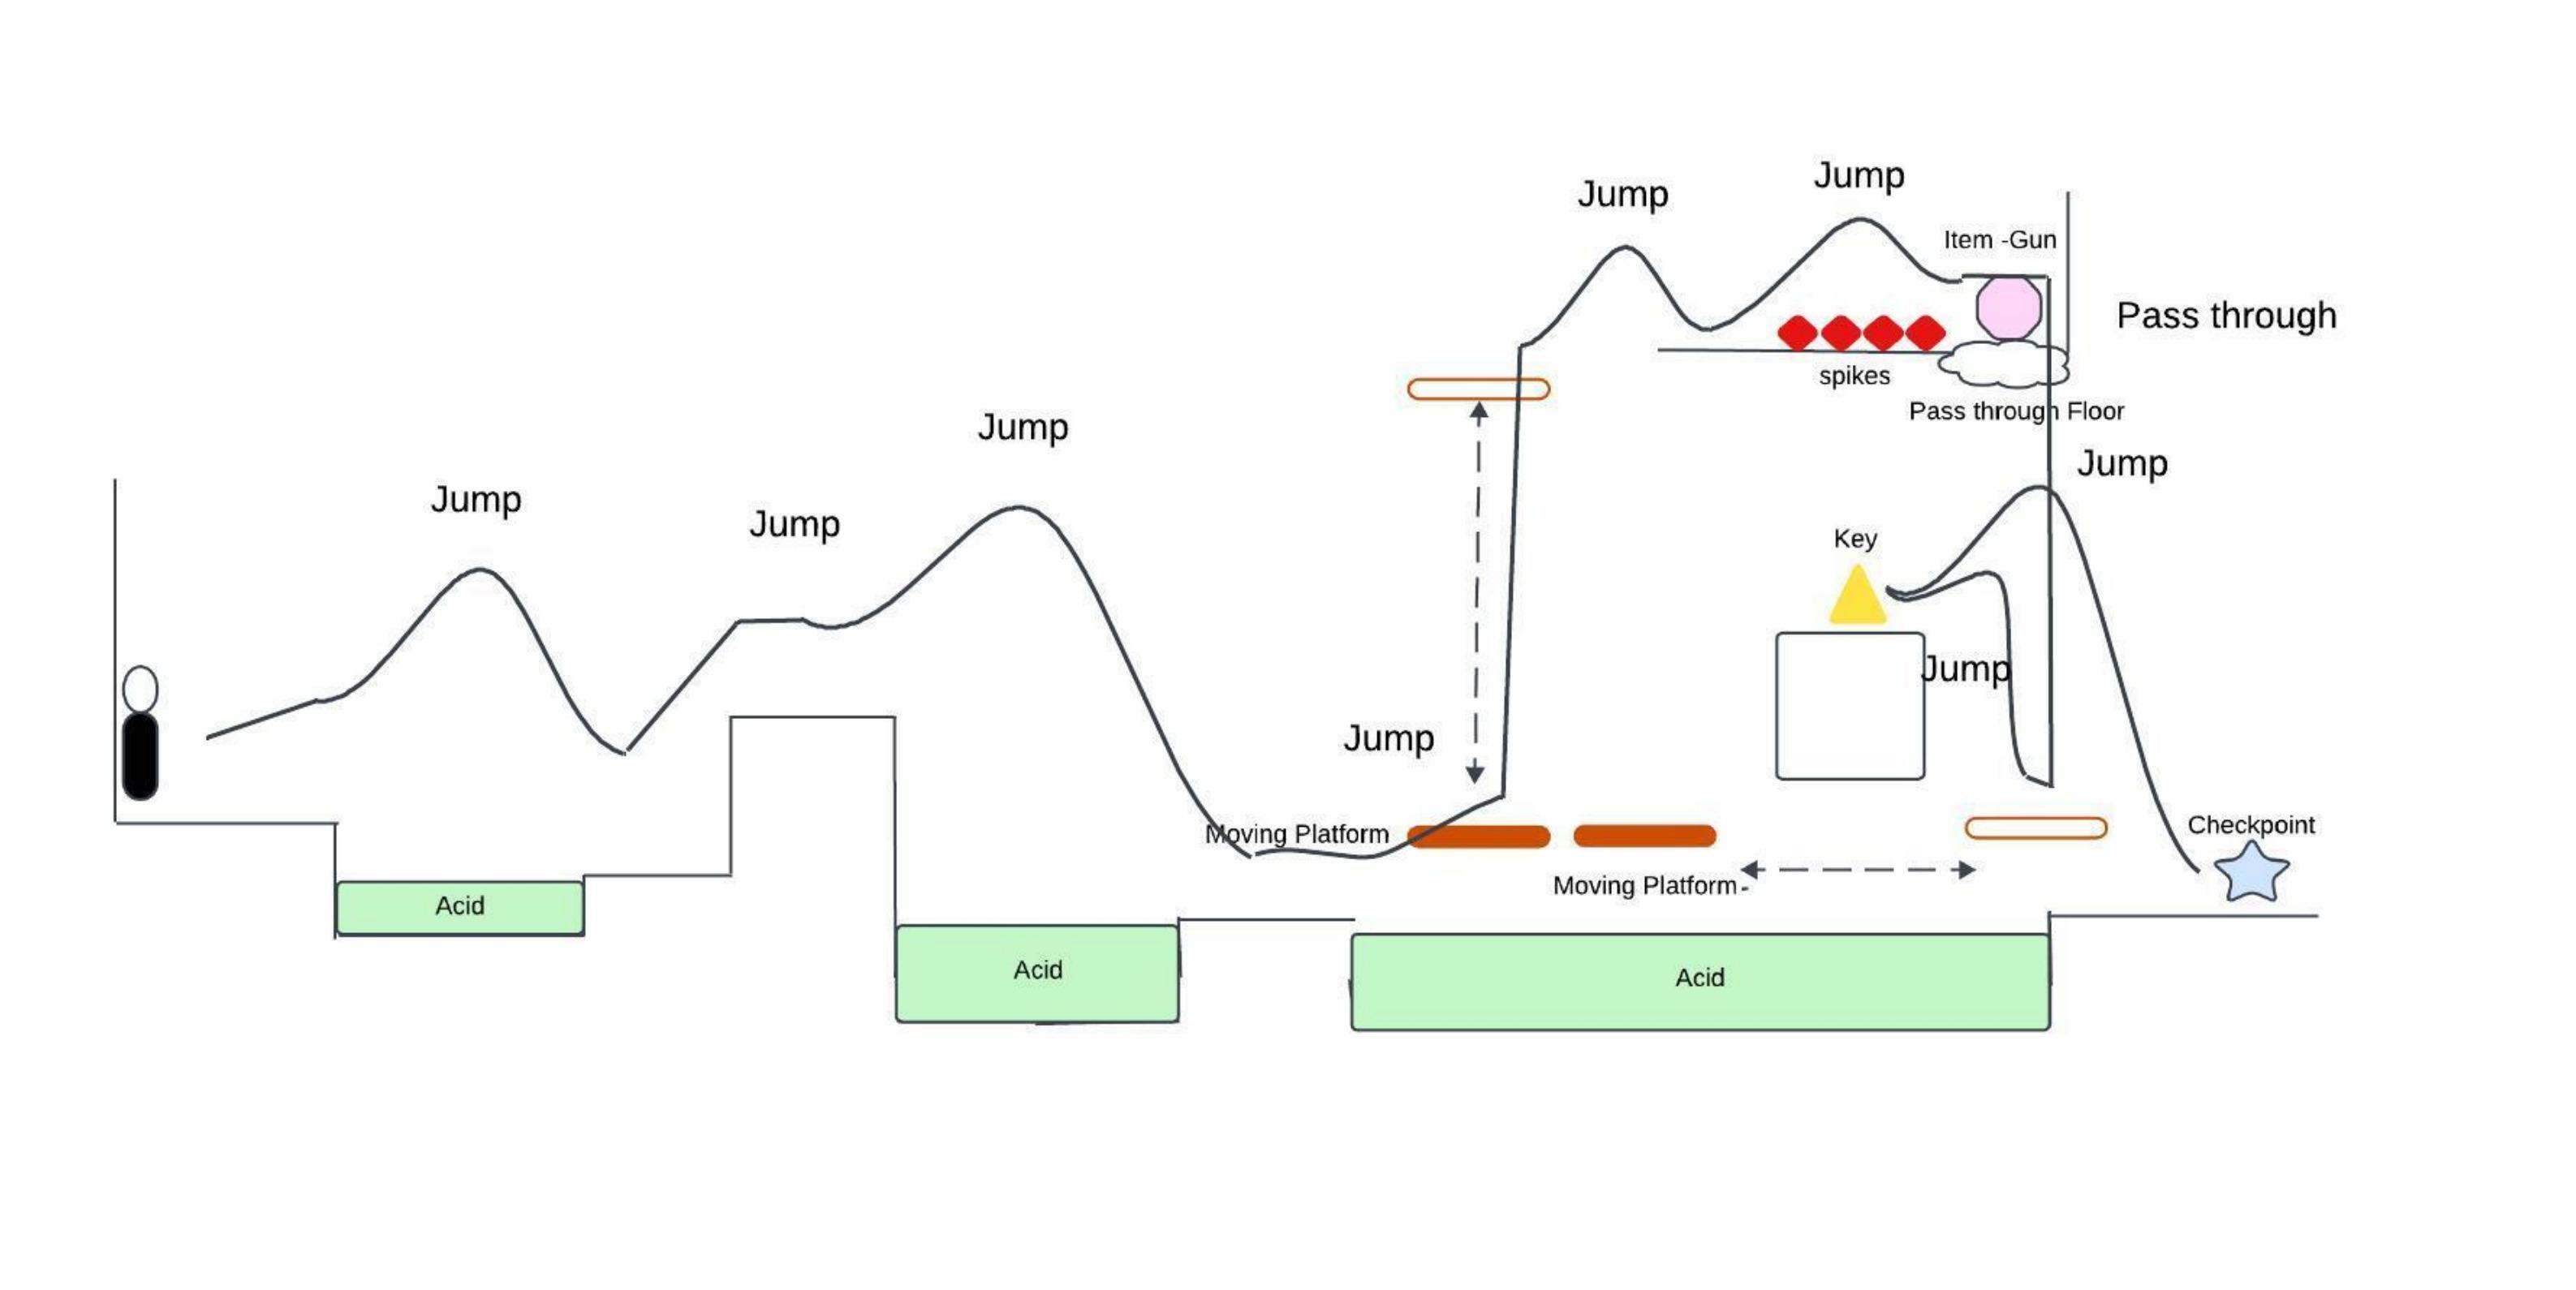 Jump
Jump
Item -Gun
Pass through
spikes
Pass through Floor
Jump
Jump
Jump
Jump
Key
Jump
Jump
Moving Platform
Checkpoint
Moving Platform-
Acid
Acid
Acid